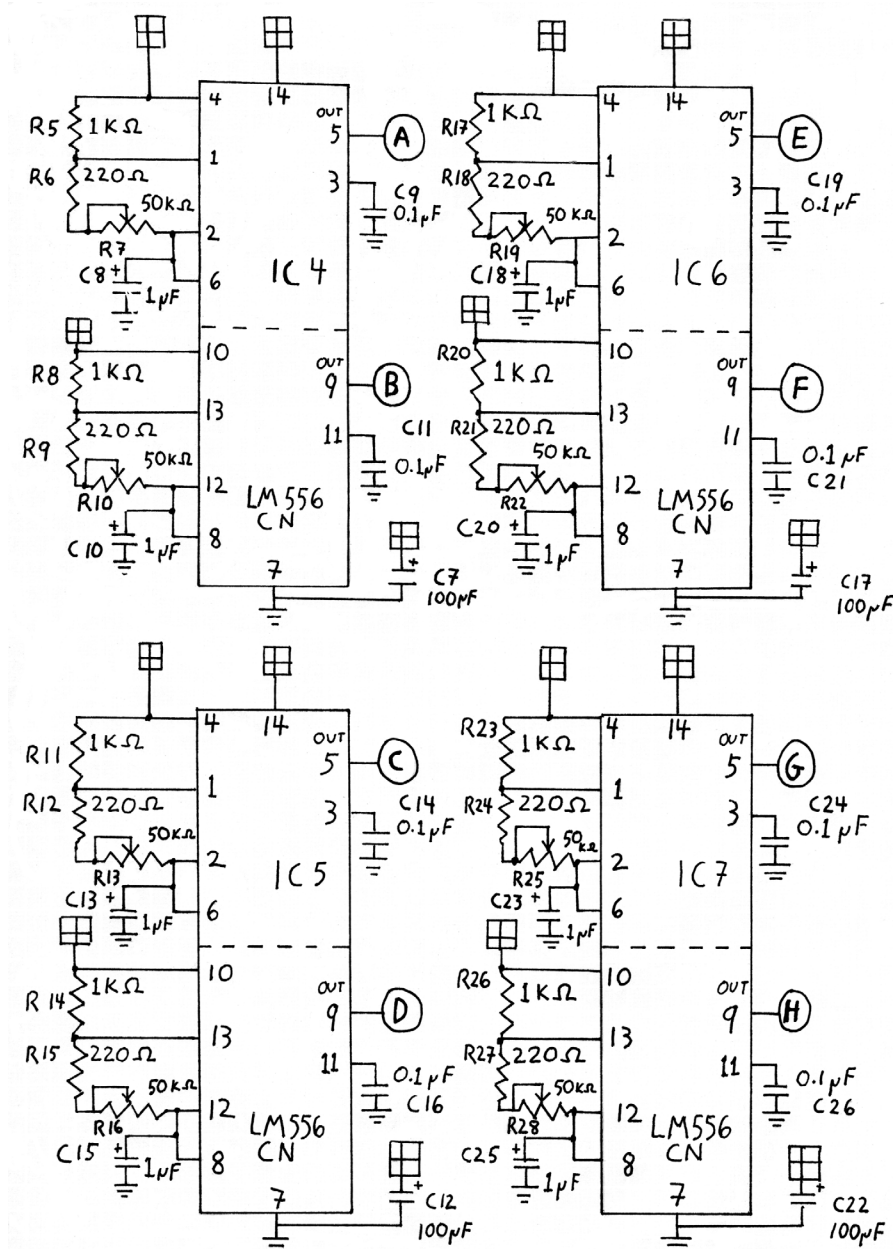 4 14
R5 1KΩ
OUT
5 A
1
R6 220Ω
3 C9
0.1µF
50KΩ
2
R7
C8 + IC4
6
1µF
10
R8 1KΩ
OUT
9 B
13
R9 220Ω
11 C11
0.1µF
50KΩ
12
R10 LM556
CN
+
C10 1µF 8
7
+
C7
100µF
4 14
R17 1KΩ
OUT
5 E
1
R18 220Ω
3 C19
0.1µF
50KΩ
2
R19
C18 + IC6
6
1µF
R20 10
1KΩ
OUT
9 F
13
R21 220Ω
11 0.1µF
C21
50KΩ
12
R22 LM556
CN
C20 +
1µF 8
7
+
C17
100µF
4 14
R11 1KΩ
OUT
5 C
1
R12 220Ω
3 C14
0.1µF
50KΩ
2
R13 IC5
C13 +
6
1µF
10
R14 1KΩ
OUT
9 D
13
R15 220Ω
11 0.1µF
C16
50KΩ
12
R16 LM556
CN
C15 +
1µF 8
7
+
C12
100µF
4 14
R23
1KΩ
OUT
5 G
1
R24 220Ω
3 C24
0.1µF
50
KΩ
2
R25 IC7
C23 +
6
1µF
10
R26 1KΩ
OUT
9 H
13
R27 220Ω
11 0.1µF
C26
50KΩ
12
R28 LM556
CN
C25 +
1µF 8
7
+
C22
100µF